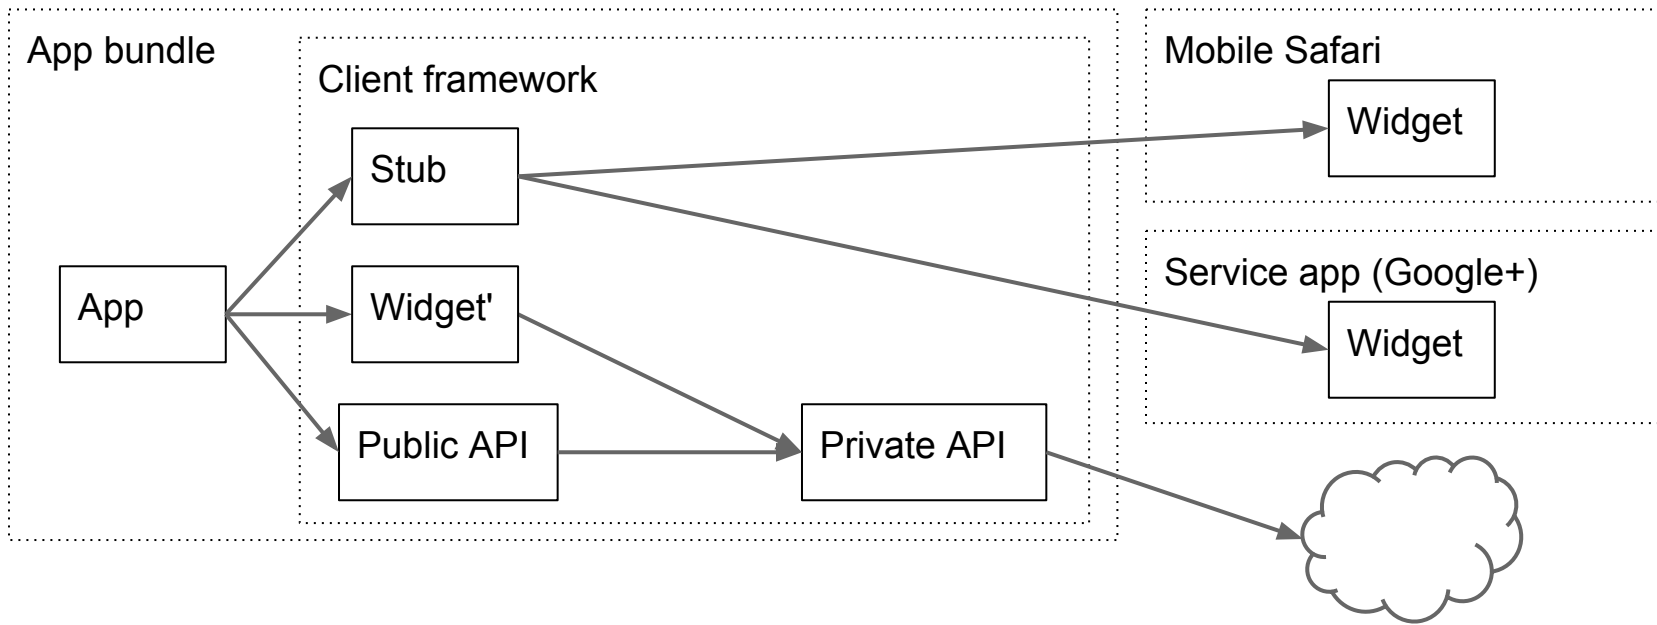 App bundle
Client framework
Stub
App
Widget'
Public API
Private API
Mobile Safari
Widget
Service app (Google+)
Widget